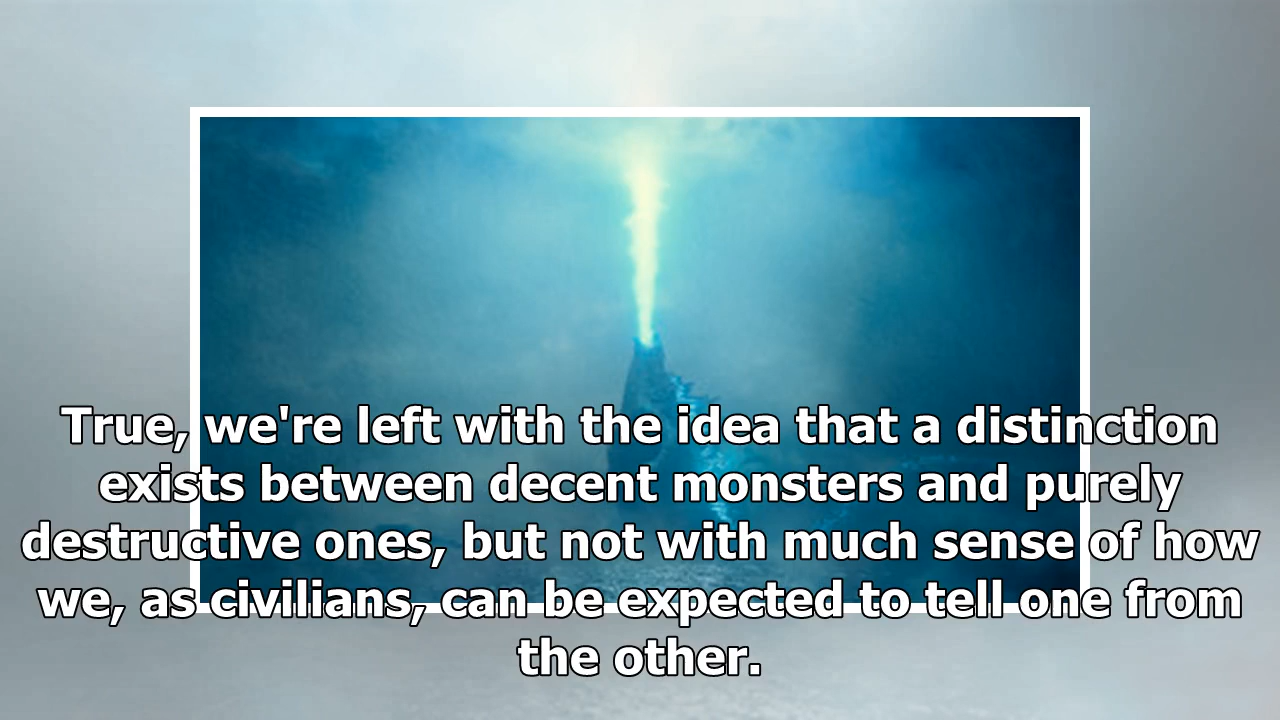 True, we're left with the idea that a distinction
exists between decent monsters and purely
destructive ones, but not with much sense of how
we, as civilians, can be expected to tell one from
the other.